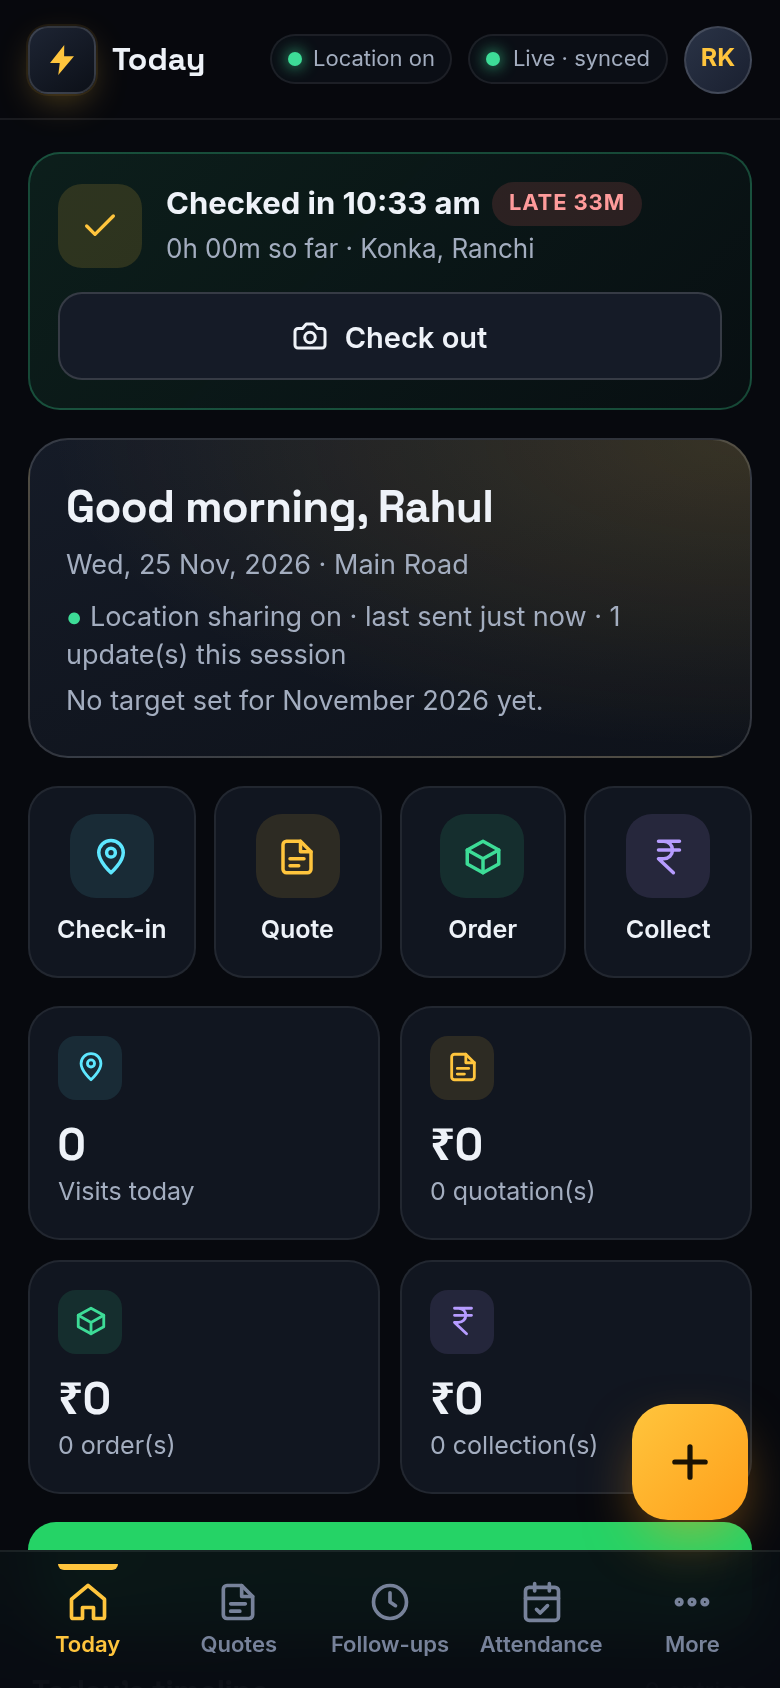 Today
Location on
Live · synced
RK
Checked in 10:33 am
LATE 33M
0h 00m so far · Konka, Ranchi
Check out
Good morning, Rahul
Wed, 25 Nov, 2026 · Main Road
Location sharing on · last sent just now · 1
update(s) this session
No target set for November 2026 yet.
Check-in
Quote
Order
Collect
0
Visits today
₹0
0 quotation(s)
₹0
0 order(s)
₹0
0 collection(s)
Today
Quotes
Follow-ups
Attendance
More